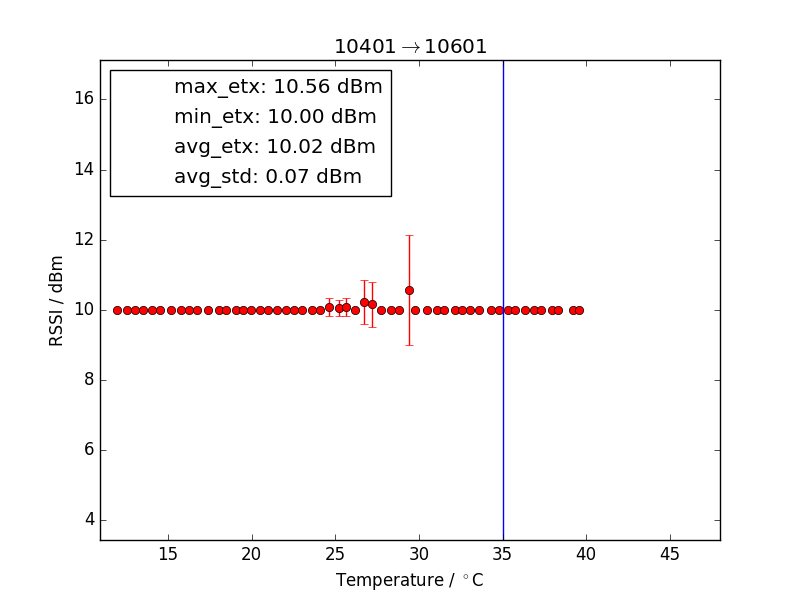 10401→10601
max_etx: 10.56 dBm
min_etx: 10.00 dBm
avg_etx: 10.02 dBm
avg_std: 0.07 dBm
16
14
12
10
8
6
4
RSSI / dBm
15 20 25 30 35 40 45
Temperature / °C